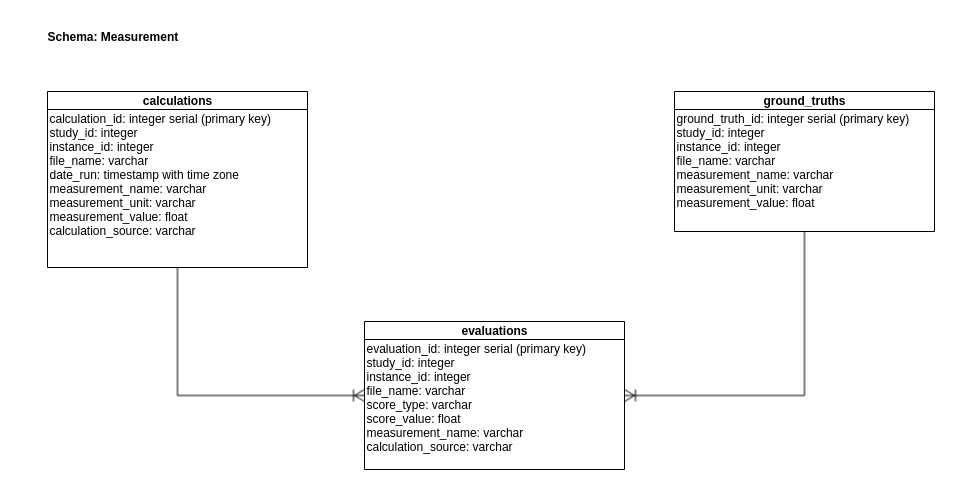 Schema: Measurement
calculations
calculation_id: integer serial (primary key)
study_id: integer
instance_id: integer
file_name: varchar
date_run: timestamp with time zone
measurement_name: varchar
measurement_unit: varchar
measurement_value: float
calculation_source: varchar
ground_truths
ground_truth_id: integer serial (primary key)
study_id: integer
instance_id: integer
file_name: varchar
measurement_name: varchar
measurement_unit: varchar
measurement_value: float
evaluations
evaluation_id: integer serial (primary key)
study_id: integer
instance_id: integer
file_name: varchar
score_type: varchar
score_value: float
measurement_name: varchar
calculation_source: varchar